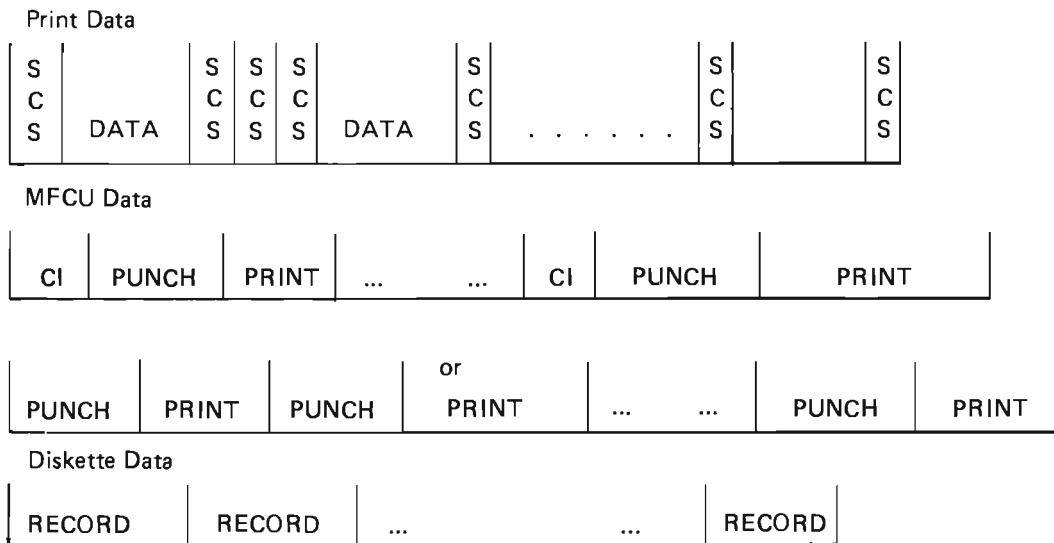 Print Data
S S S S S S S
C C C C C C C
S DATA S S S DATA S . . . . . . S S
MFCU Data
CI PUNCH PRINT ... ... CI PUNCH PRINT
or
PUNCH PRINT PUNCH PRINT ... ... PUNCH PRINT
Diskette Data
RECORD RECORD ... ... RECORD